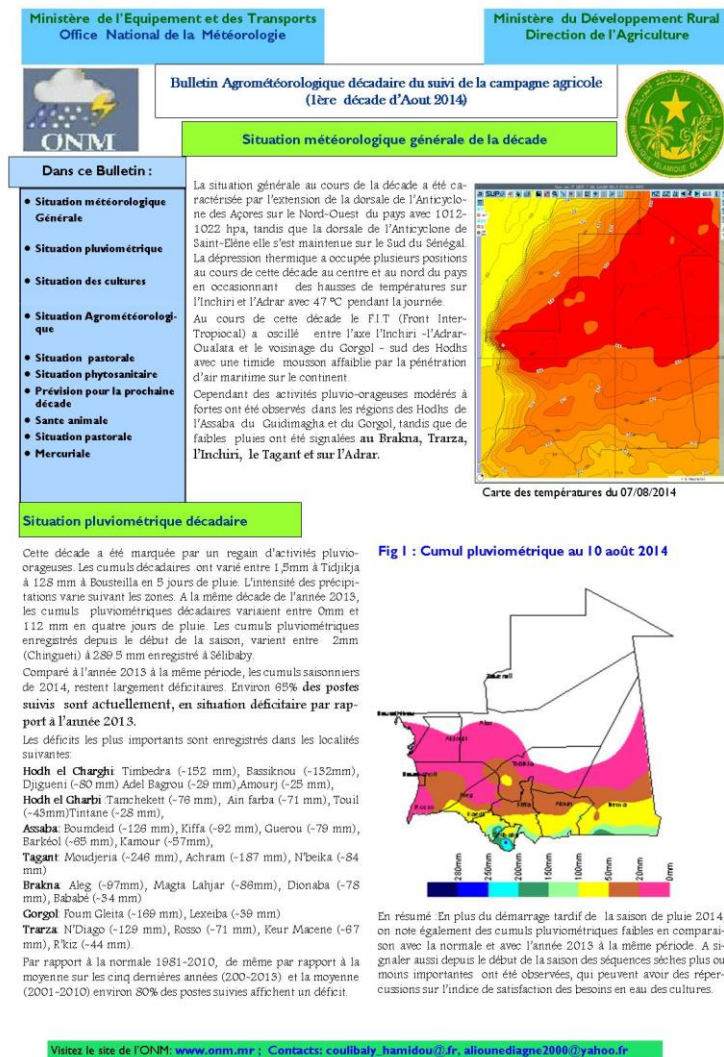 Ministère de l'Equipement et des Transports
Office National de la Météorologie
Ministère du Développement Rural
Direction de l'Agriculture
ONM
Bulletin Agrométéorologique décadaire du suivi de la campagne agricole
(1ère décade d'Aout 2014)
Situation météorologique générale de la décade
Dans ce Bulletin :
• Situation météorologique
Générale
• Situation pluviométrique
• Situation des cultures
• Situation Agrométéorologi-
que
• Situation pastorale
• Situation phytosanitaire
• Prévision pour la prochaine
décade
• Sante animale
• Situation pastorale
• Mercuriale
La situation générale au cours de la décade a été ca-
ractérisée par l'extension de la dorsale de l'Anticyclo-
ne des Açores sur le Nord-Ouest du pays avec 1012-
1022 hpa, tandis que la dorsale de l'Anticyclone de
Saint-Elène elle s'est maintenue sur le Sud du Sénégal.
La dépression thermique a occupée plusieurs positions
au cours de cette décade au centre et au nord du pays
en occasionnant des hausses de températures sur
l'Inchiri et l'Adrar avec 47 °C pendant la journée.
Au cours de cette décade le F.I.T (Front Inter-
Tropiocal) a oscillé entre l'axe l'Inchiri -l'Adrar-
Oualata et le voisinage du Gorgol - sud des Hodhs
avec une timide mousson affaiblie par la pénétration
d'air maritime sur le continent.
Cependant des activités pluvio-orageuses modérés à
fortes ont été observés dans les régions des Hodhs de
l'Assaba du Guidimagha et du Gorgol, tandis que de
faibles pluies ont été signalées au Brakna, Trarza,
l'Inchiri, le Tagant et sur l'Adrar.
Carte des températures du 07/08/2014
Situation pluviométrique décadaire
Cette décade a été marquée par un regain d'activités pluvio-
orageuses. Les cumuls décadaires ont varié entre 1,5mm à Tidjikja
à 128 mm à Bousteilla en 5 jours de pluie. L'intensité des précipi-
tations varie suivant les zones. A la même décade de l'année 2013,
les cumuls pluviométriques décadaires variaient entre 0mm et
112 mm en quatre jours de pluie. Les cumuls pluviométriques
enregistrés depuis le début de la saison, varient entre 2mm
(Chingueti) à 289 5 mm enregistré à Sélibaby.
Comparé à l'année 2013 à la même période, les cumuls saisonniers
de 2014, restent largement déficitaires. Environ 65% des postes
suivis sont actuellement, en situation déficitaire par rap-
port à l'année 2013.
Les déficits les plus importants sont enregistrés dans les localités
suivantes:
Hodh el Charghi: Timbedra (-152 mm), Bassiknou (-132mm),
Djigueni (-80 mm) Adel Bagrou (-29 mm),Amourj (-25 mm),
Hodh el Gharbi :Tamchekett (-76 mm), Ain farba (-71 mm), Touil
(-43mm)Tintane (-28 mm),
Assaba: Boumdeid (-126 mm), Kiffa (-92 mm), Guerou (-79 mm),
Barkéol (-65 mm), Kamour (-57mm),
Tagant: Moudjeria (-246 mm), Achram (-187 mm), N'beika (-84
mm)
Brakna: Aleg (-97mm), Magta Lahjar (-86mm), Dionaba (-78
mm), Bababé (-34 mm)
Gorgol: Foum Gleita (-169 mm), Lexeiba (-39 mm)
Trarza: N'Diago (-129 mm), Rosso (-71 mm), Keur Macene (-67
mm), R'kiz (-44 mm).
Par rapport à la normale 1981-2010, de même par rapport à la
moyenne sur les cinq dernières années (200-2013) et la moyenne
(2001-2010) environ 80% des postes suivies affichent un déficit.
Fig 1 : Cumul pluviométrique au 10 août 2014
Rosso
Kiffa
Aioun
280mm
250mm
200mm
150mm
100mm
50mm
20mm
0mm
En résumé :En plus du démarrage tardif de la saison de pluie 2014,
on note également des cumuls pluviométriques faibles en comparai-
son avec la normale et avec l'année 2013 à la même période. A si-
gnaler aussi depuis le début de la saison des séquences sèches plus ou
moins importantes ont été observées, qui peuvent avoir des réper-
cussions sur l'indice de satisfaction des besoins en eau des cultures.
Visitez le site de l'ONM: www.onm.mr ; Contacts: coulibaly_hamidou@.fr, aliounediagne2000@yahoo.fr